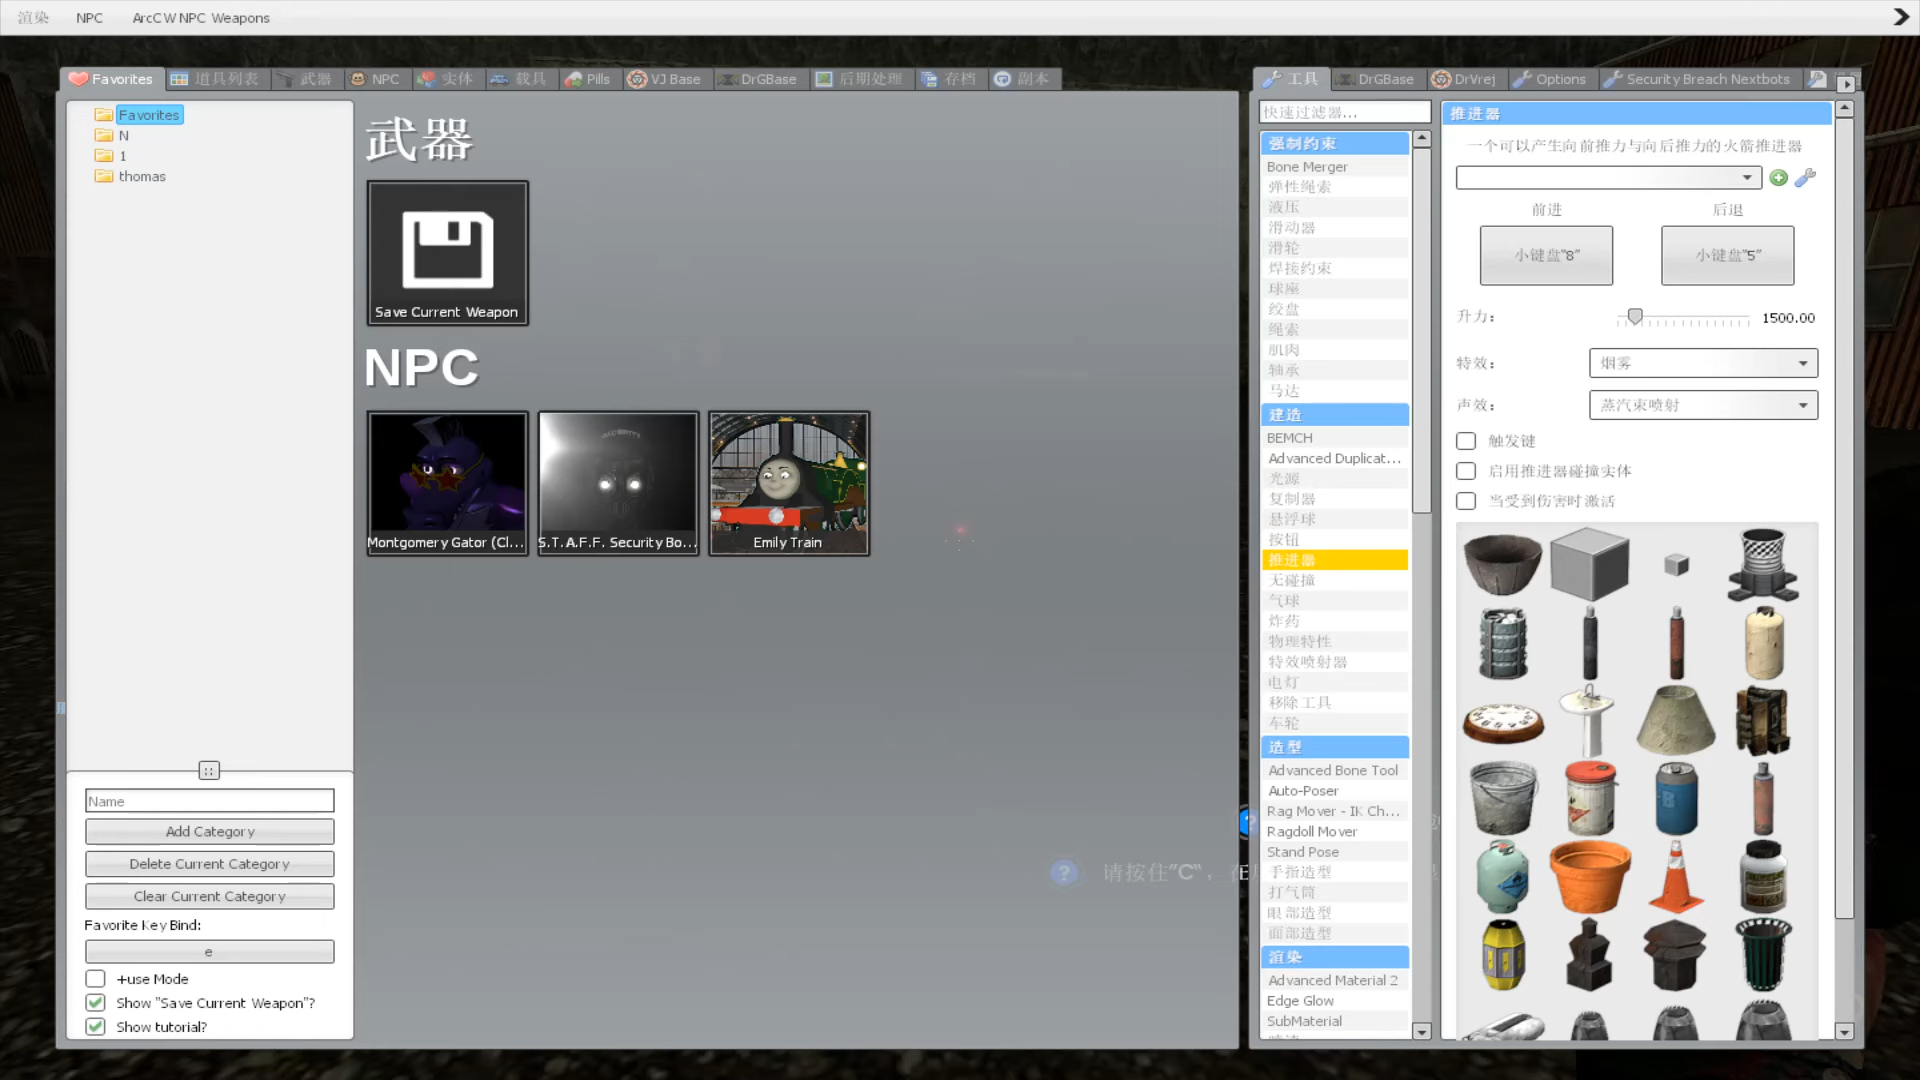 渲染 NPC ArcCW NPC Weapons
Favorites 道具列表 武器 NPC 实体 载具 Pills VJ Base DrGBase 后期处理 存档 副本
工具 DrGBase DrVrej Options Security Breach Nextbots
Favorites
N
1
thomas
Name
Add Category
Delete Current Category
Clear Current Category
Favorite Key Bind:
e
+use Mode
Show "Save Current Weapon"?
Show tutorial?
武器
Save Current Weapon
NPC
Montgomery Gator (Cl...
S.T.A.F.F. Security Bo...
Emily Train
请按住"C"，在
快速过滤器...
强制约束
Bone Merger
弹性绳索
液压
滑动器
滑轮
焊接约束
球座
绞盘
绳索
肌肉
轴承
马达
建造
BEMCH
Advanced Duplicat...
光源
复制器
悬浮球
按钮
推进器
无碰撞
气球
炸药
物理特性
特效喷射器
电灯
移除工具
车轮
造型
Advanced Bone Tool
Auto-Poser
Rag Mover - IK Ch...
Ragdoll Mover
Stand Pose
手指造型
打气筒
眼部造型
面部造型
渲染
Advanced Material 2
Edge Glow
SubMaterial
推进器
一个可以产生向前推力与向后推力的火箭推进器
前进 后退
小键盘"8" 小键盘"5"
升力： 1500.00
特效： 烟雾
声效： 蒸汽束喷射
触发键
启用推进器碰撞实体
当受到伤害时激活